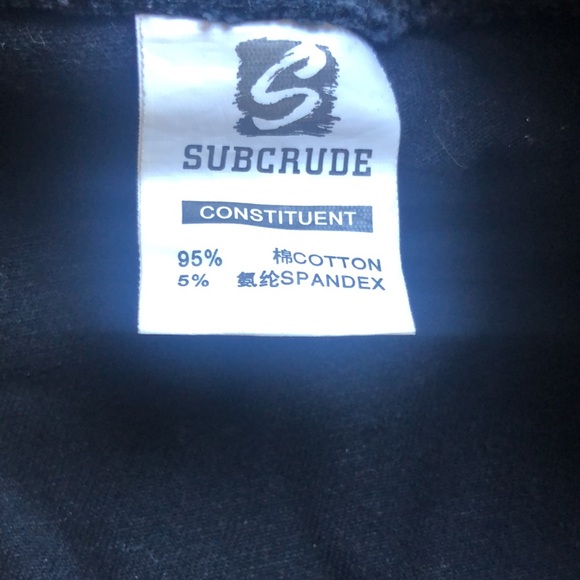 S
SUBCRUDE
CONSTITUENT
95% 棉COTTON
5% 氨纶SPANDEX